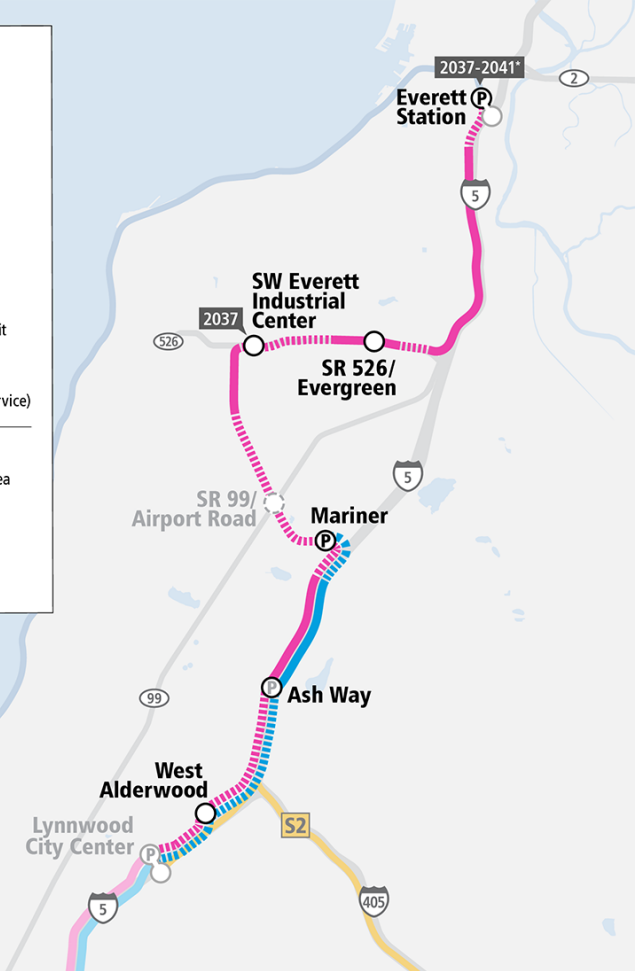 2037-2041*
2
Everett P
Station
5
SW Everett
Industrial
Center
2037
526
it
SR 526/
Evergreen
rvice)
5
ea
SR 99/
Airport Road
Mariner
P
P
Ash Way
99
West
Alderwood
Lynnwood
City Center
P
S2
5
405